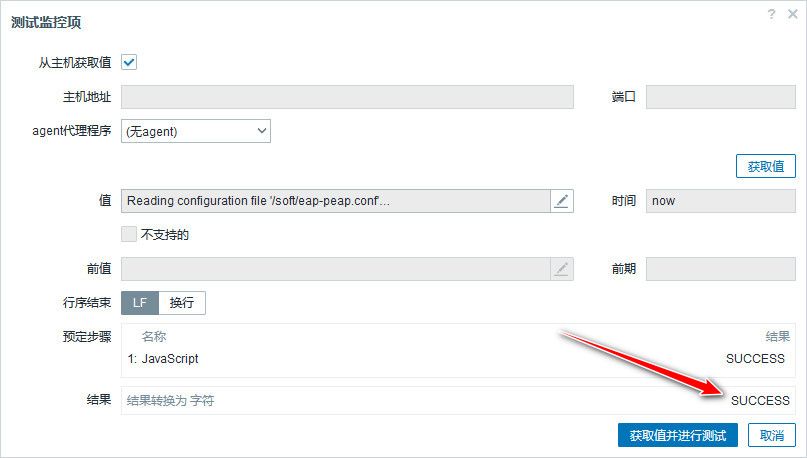 测试监控项
从主机获取值
主机地址 端口
agent代理程序 (无agent)
获取值
值 Reading configuration file '/soft/eap-peap.conf'... 时间 now
不支持的
前值 前期
行序结束 LF 换行
预定步骤 名称 结果
1: JavaScript SUCCESS
结果 结果转换为 字符 SUCCESS
获取值并进行测试 取消